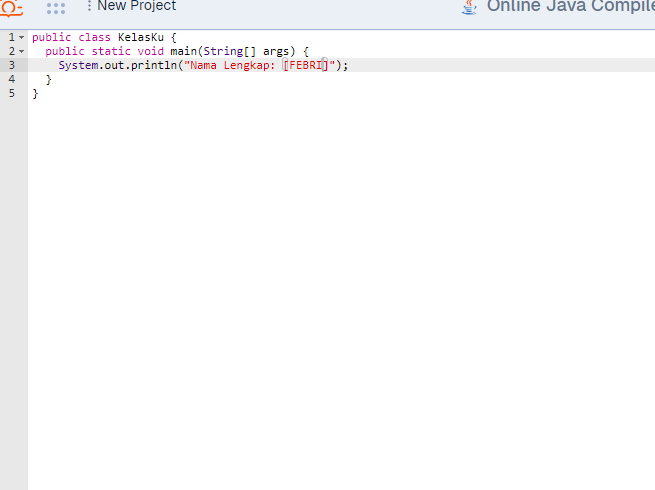 New Project
Online Java Compile
1 public class KelasKu {
2 public static void main(String[] args) {
3 System.out.println("Nama Lengkap: [FEBRI]");
4 }
5 }